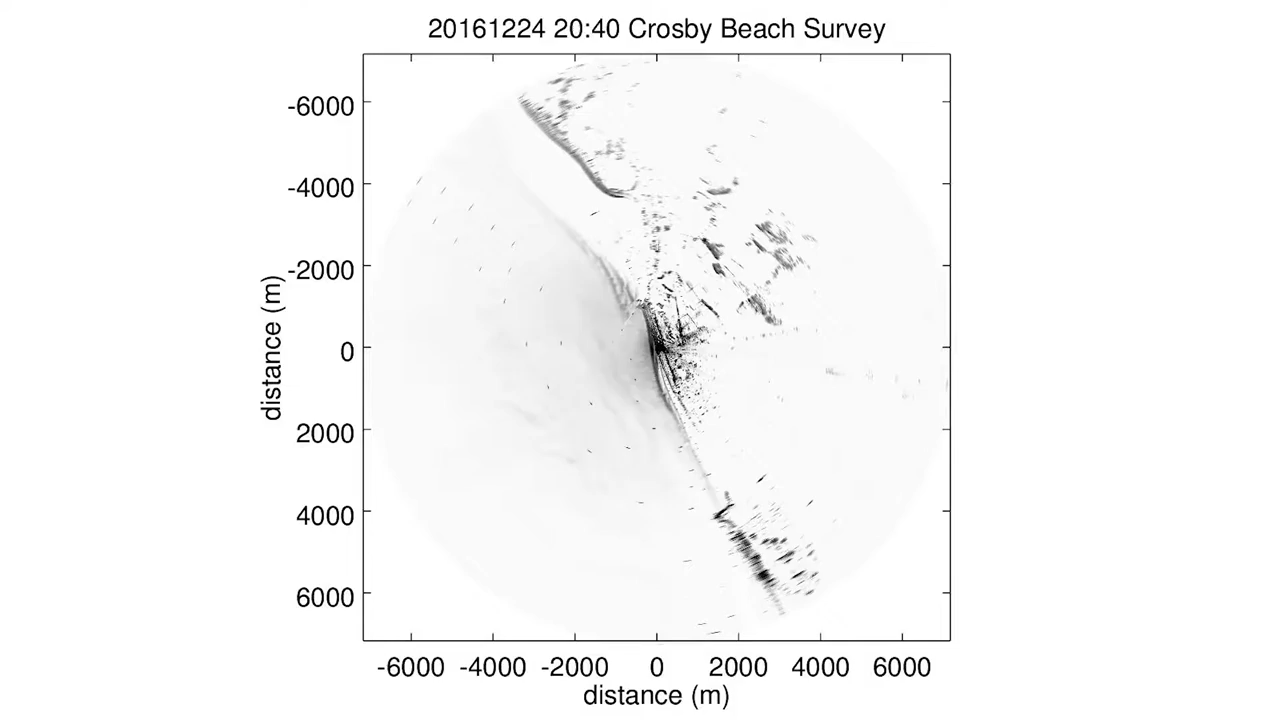 20161224 20:40 Crosby Beach Survey
-6000
-4000
-2000
0
2000
4000
6000
distance (m)
-6000 -4000 -2000 0 2000 4000 6000
distance (m)